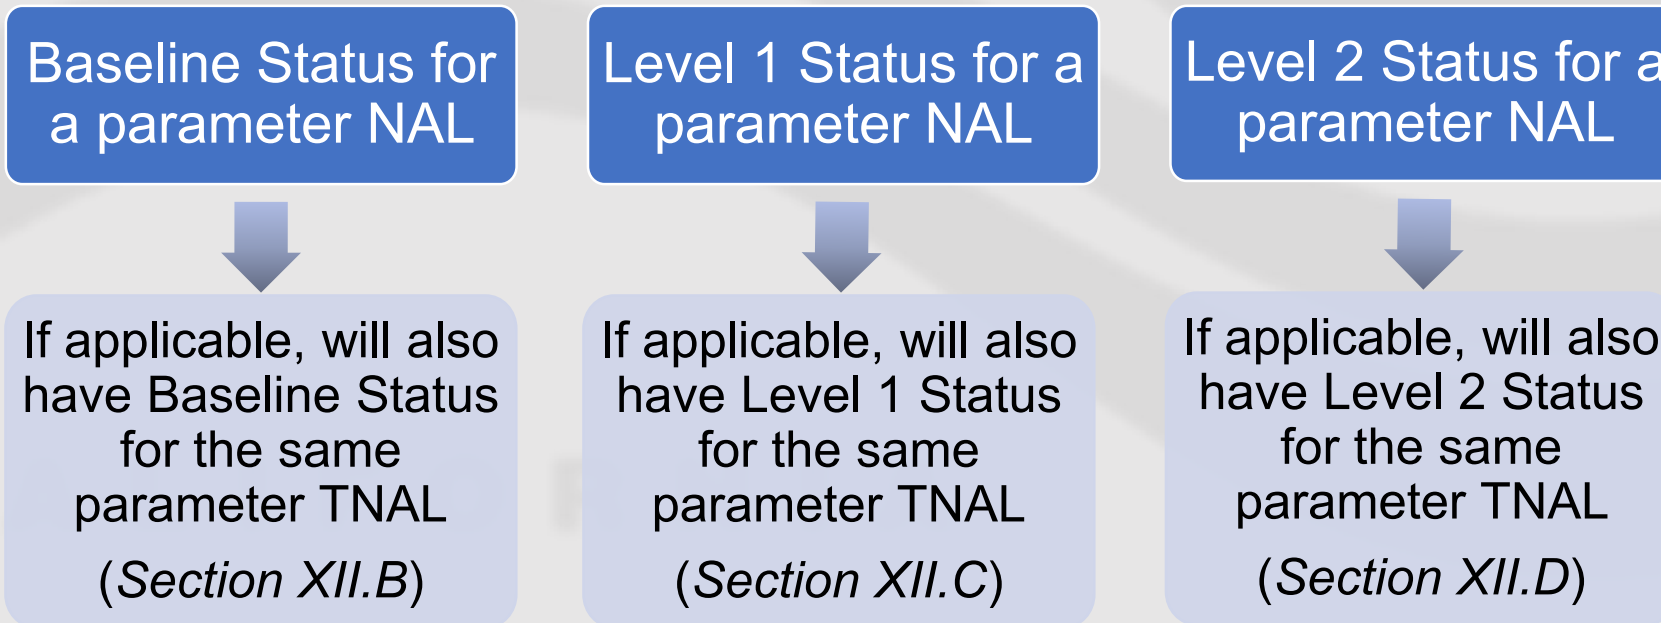 Baseline Status for
a parameter NAL
If applicable, will also
have Baseline Status
for the same
parameter TNAL
(Section XII.B)
Level 1 Status for a
parameter NAL
If applicable, will also
have Level 1 Status
for the same
parameter TNAL
(Section XII.C)
Level 2 Status for a
parameter NAL
If applicable, will also
have Level 2 Status
for the same
parameter TNAL
(Section XII.D)